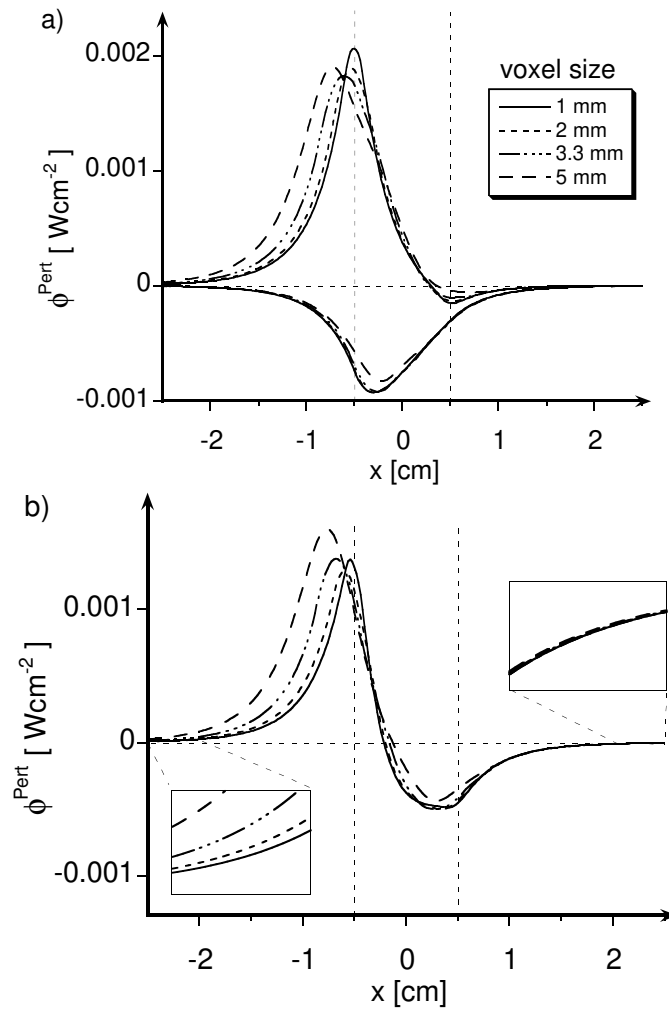 a)
0.002
0.001
0
-0.001
ϕ^Pert [ Wcm^-2 ]
voxel size
1 mm
2 mm
3.3 mm
5 mm
-2 -1 0 1 2
x [cm]
b)
0.001
0
-0.001
ϕ^Pert [ Wcm^-2 ]
-2 -1 0 1 2
x [cm]